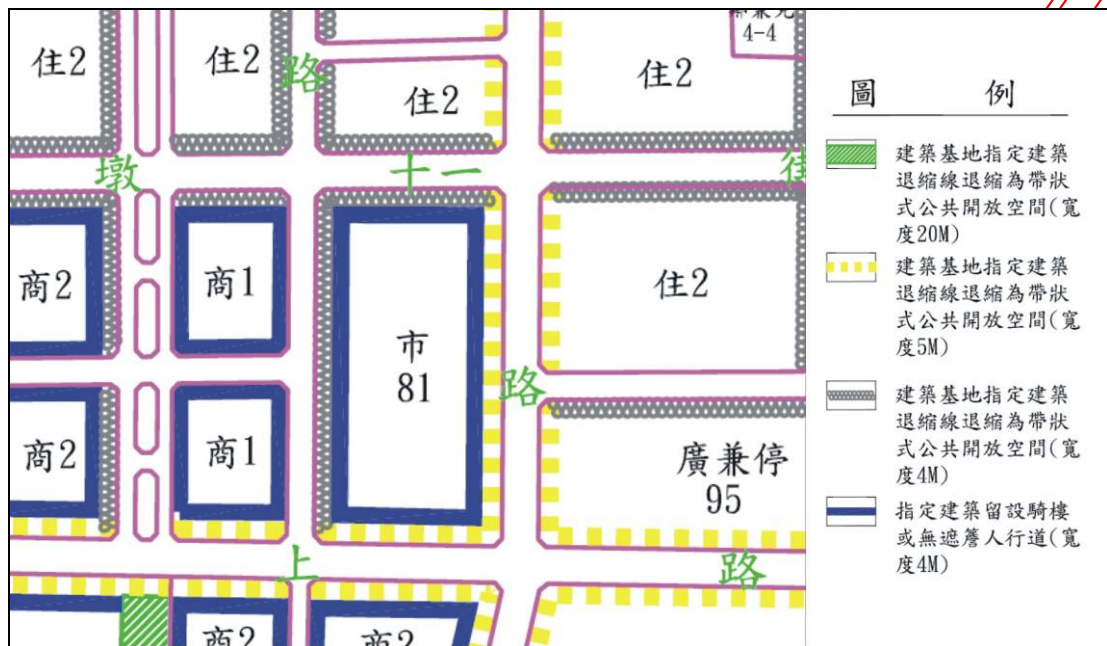 住2
住2
路
住2
住2
4-4
墩
十一
街
商2
商1
市
81
住2
路
商2
商1
廣兼停
95
上
路
商2
商2
圖 例
建築基地指定建築
退縮線退縮為帶狀
式公共開放空間(寬
度20M)
建築基地指定建築
退縮線退縮為帶狀
式公共開放空間(寬
度5M)
建築基地指定建築
退縮線退縮為帶狀
式公共開放空間(寬
度4M)
指定建築留設騎樓
或無遮簷人行道(寬
度4M)